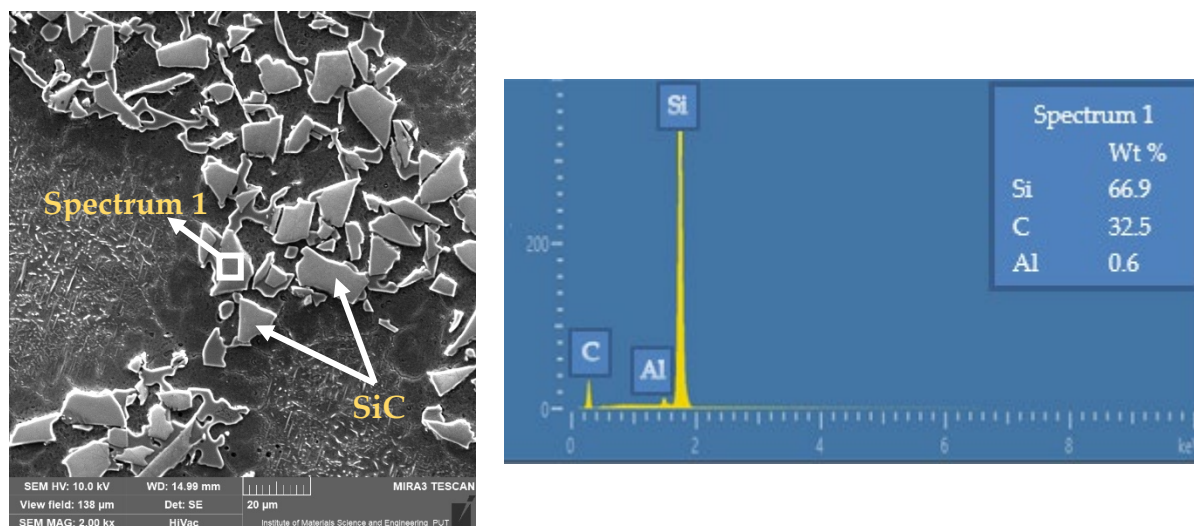 Spectrum 1
SiC
SEM HV: 10.0 kV WD: 14.99 mm MIRA3 TESCAN
View field: 138 µm Det: SE 20 µm
SEM MAG: 2.00 kx HiVac Institute of Materials Science and Engineering PUT
Si
C
Al
200
0
0 2 4 6 8 ke
Spectrum 1
Wt %
Si 66.9
C 32.5
Al 0.6